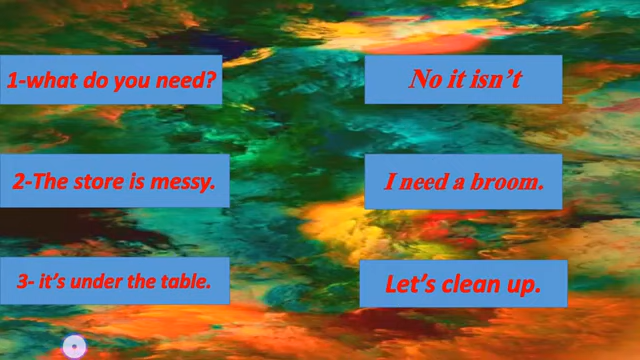 1-what do you need?
No it isn't
2-The store is messy.
I need a broom.
3- it's under the table.
Let's clean up.